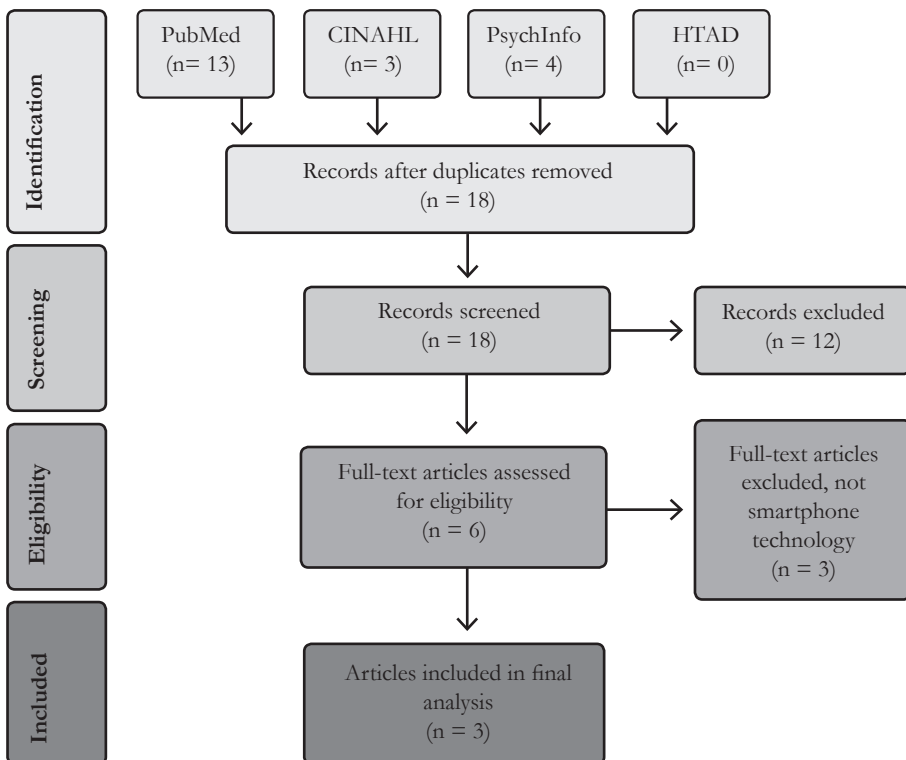 Identification
PubMed
(n= 13)
CINAHL
(n= 3)
PsychInfo
(n= 4)
HTAD
(n= 0)
Records after duplicates removed
(n = 18)
Screening
Records screened
(n = 18)
Records excluded
(n = 12)
Eligibility
Full-text articles assessed
for eligibility
(n = 6)
Full-text articles
excluded, not
smartphone
technology
(n = 3)
Included
Articles included in final
analysis
(n = 3)